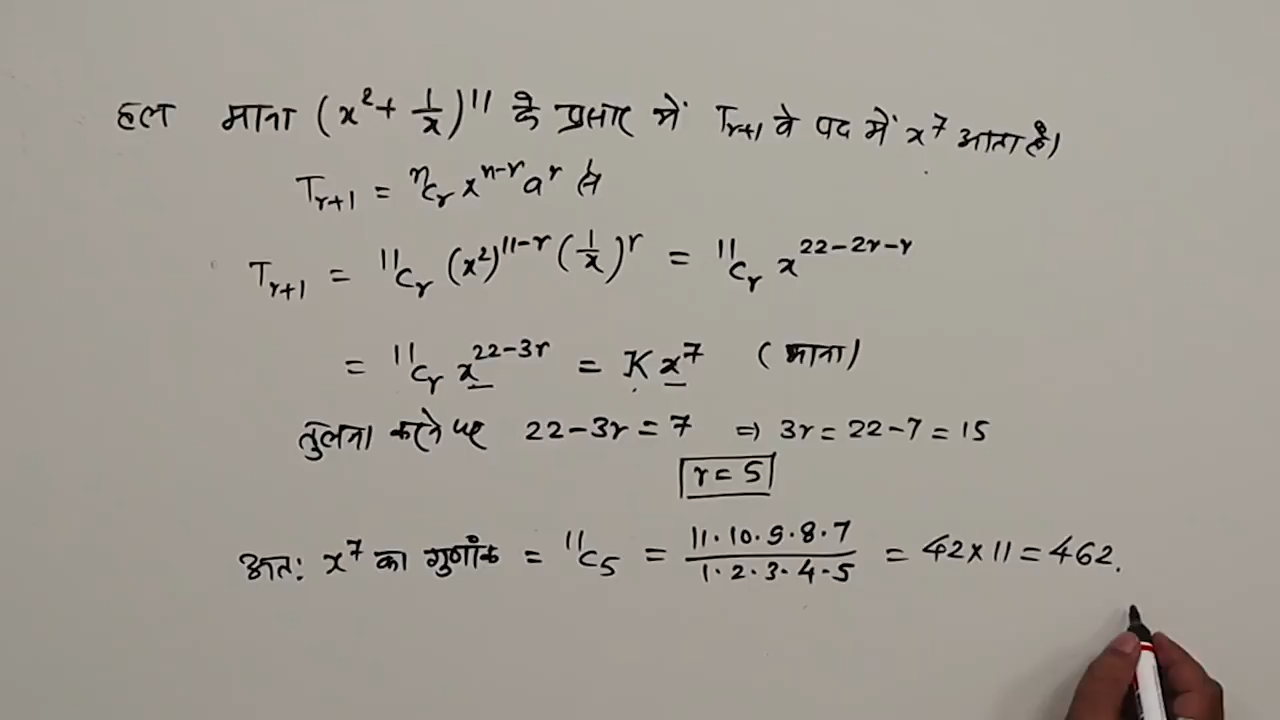 हल माना (x² + 1/x)¹¹ के प्रसार में Tᵣ₊₁ वे पद में x⁷ आता है।
Tᵣ₊₁ = ⁿCᵣ xⁿ⁻ʳ aʳ से
Tᵣ₊₁ = ¹¹Cᵣ (x²)¹¹⁻ʳ (1/x)ʳ = ¹¹Cᵣ x²²⁻²ʳ⁻ʳ
= ¹¹Cᵣ x²²⁻³ʳ = K x⁷ (माना)
तुलना करने पर 22-3r = 7 ⇒ 3r = 22-7 = 15
r = 5
अतः x⁷ का गुणांक = ¹¹C₅ = 11·10·9·8·7 / 1·2·3·4·5 = 42×11 = 462.